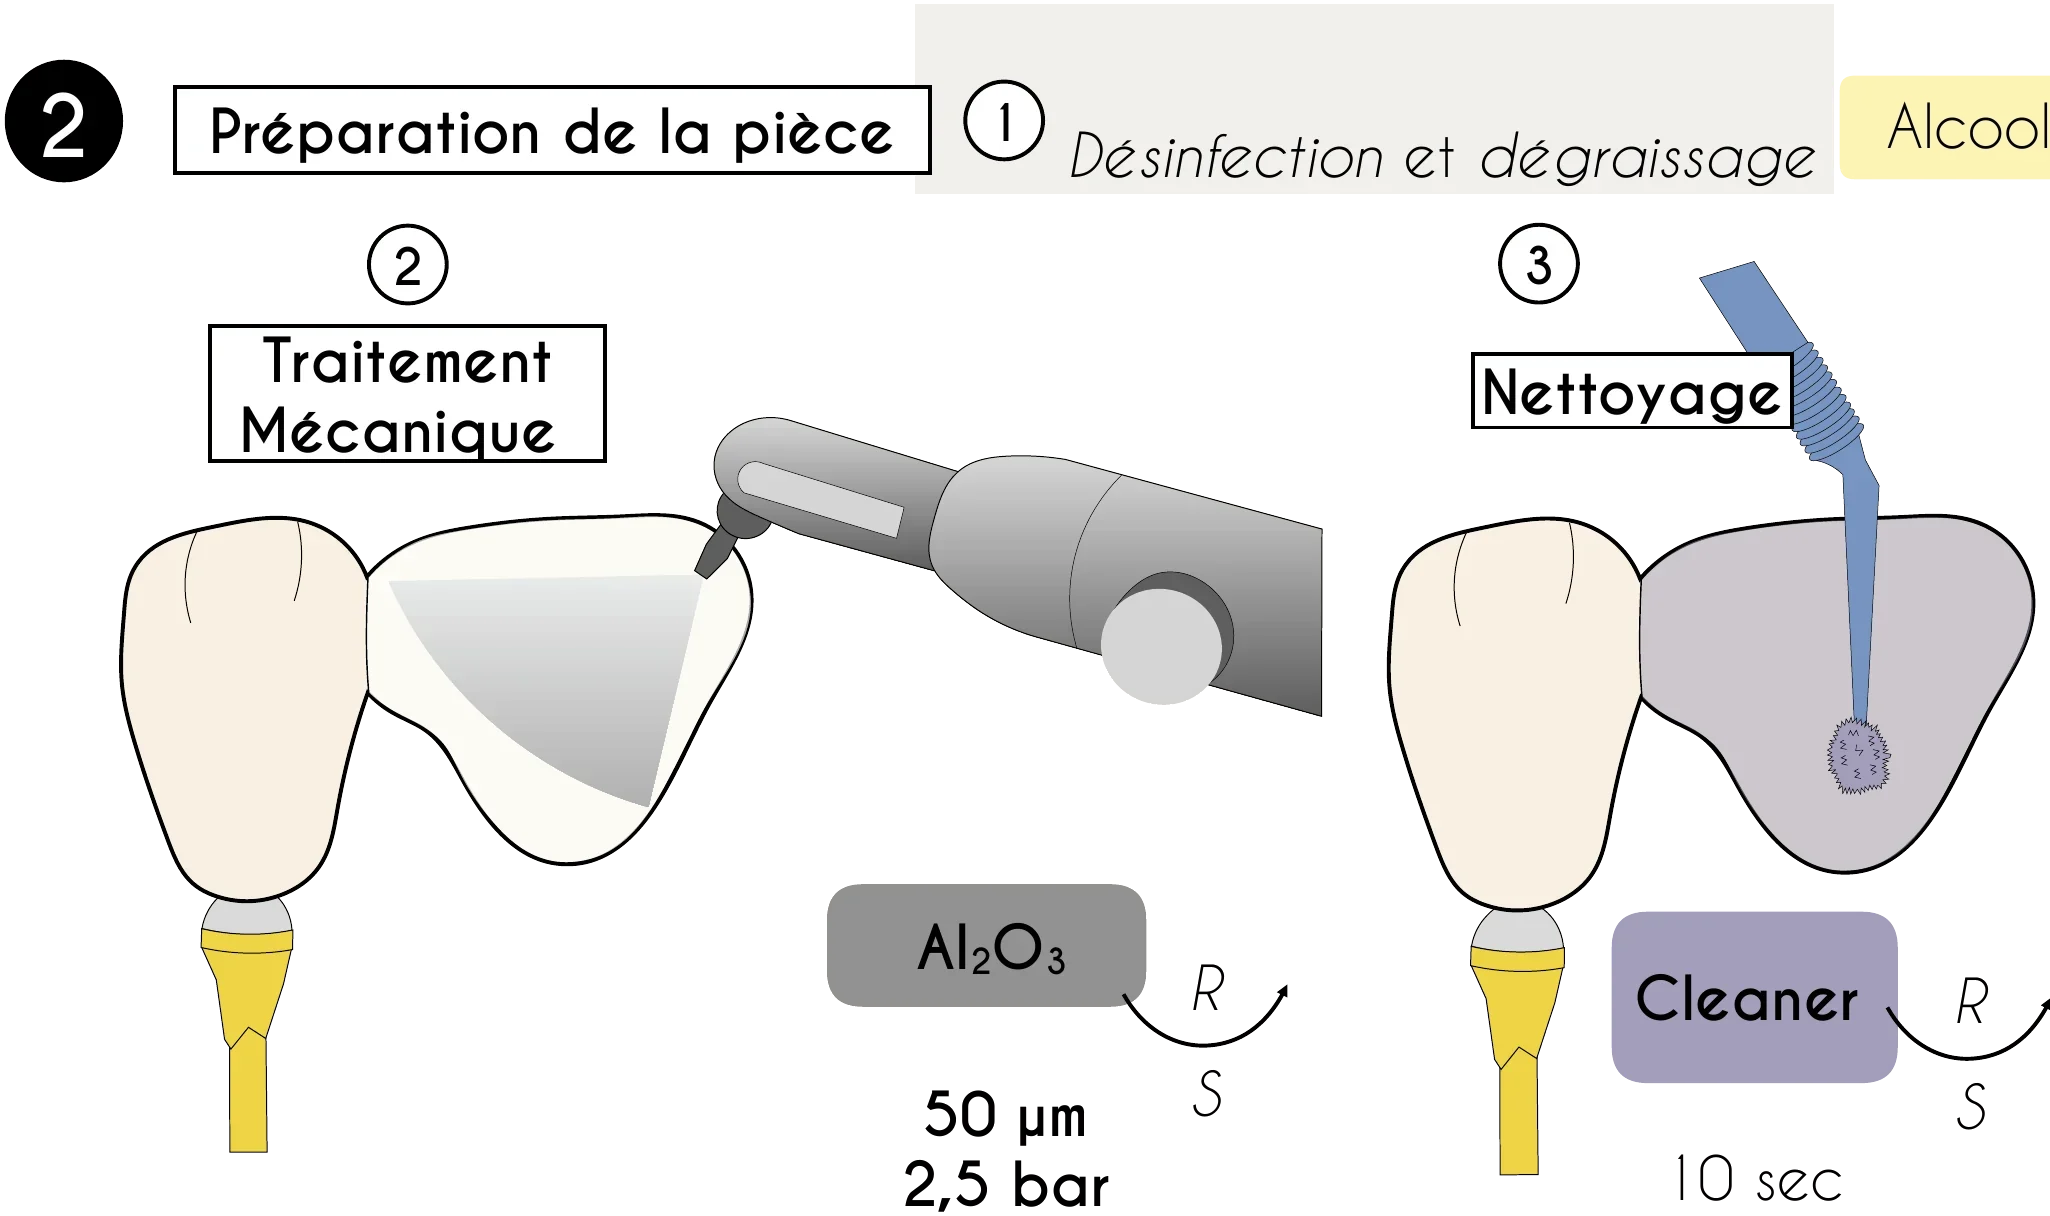 2
Préparation de la pièce
1
Désinfection et dégraissage
Alcool
2
Traitement
Mécanique
3
Nettoyage
Al₂O₃
R
S
50 µm
2,5 bar
Cleaner
R
S
10 sec